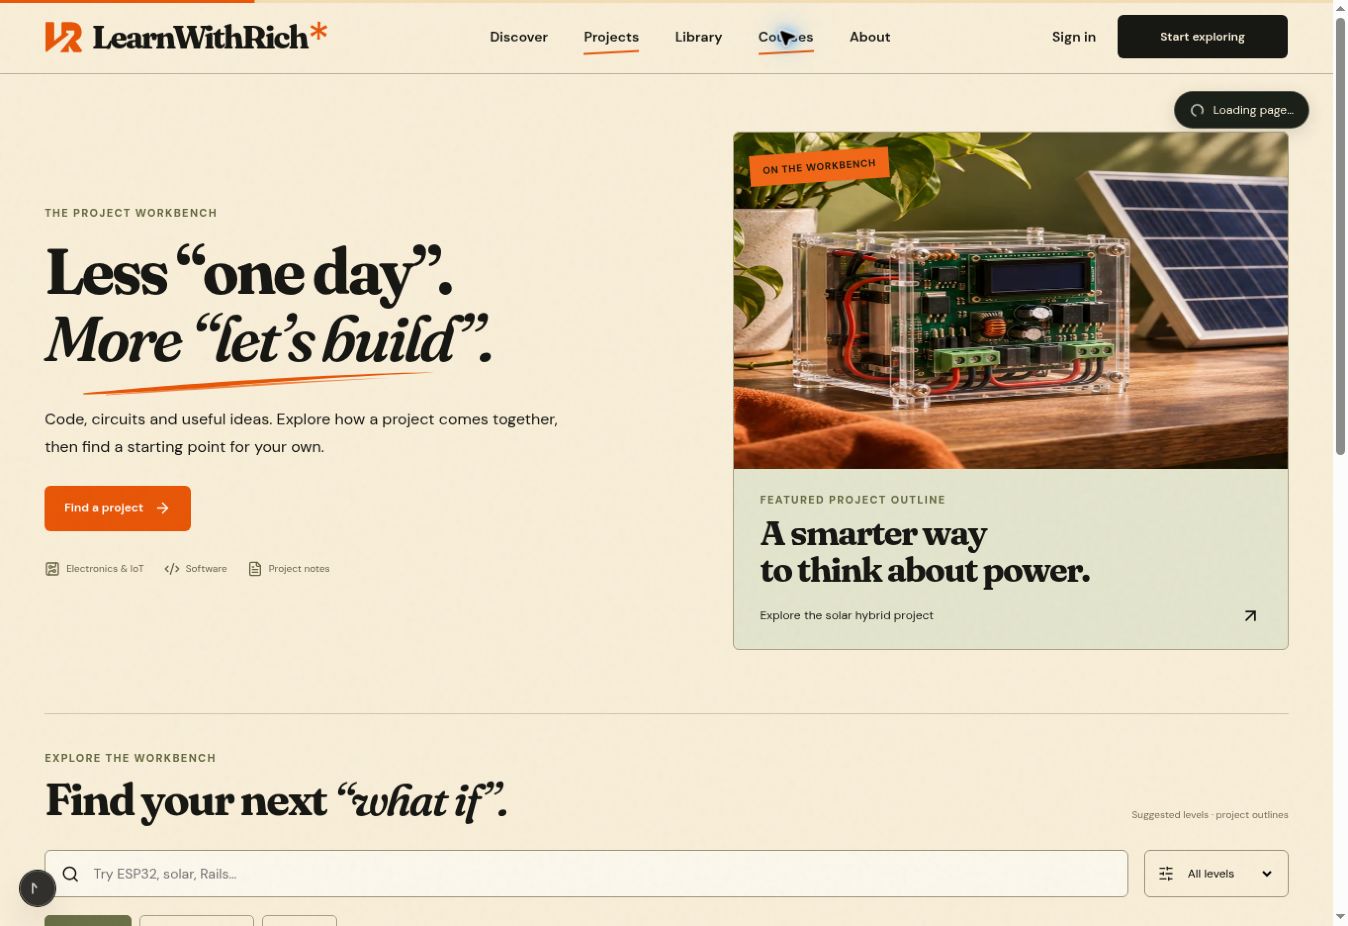 LearnWithRich*
Discover
Projects
Library
Courses
About
Sign in
Start exploring
Loading page…
THE PROJECT WORKBENCH
Less “one day”.
More “let’s build”.
Code, circuits and useful ideas. Explore how a project comes together,
then find a starting point for your own.
Find a project
Electronics & IoT
Software
Project notes
ON THE WORKBENCH
FEATURED PROJECT OUTLINE
A smarter way
to think about power.
Explore the solar hybrid project
EXPLORE THE WORKBENCH
Find your next “what if”.
Suggested levels · project outlines
Try ESP32, solar, Rails…
All levels